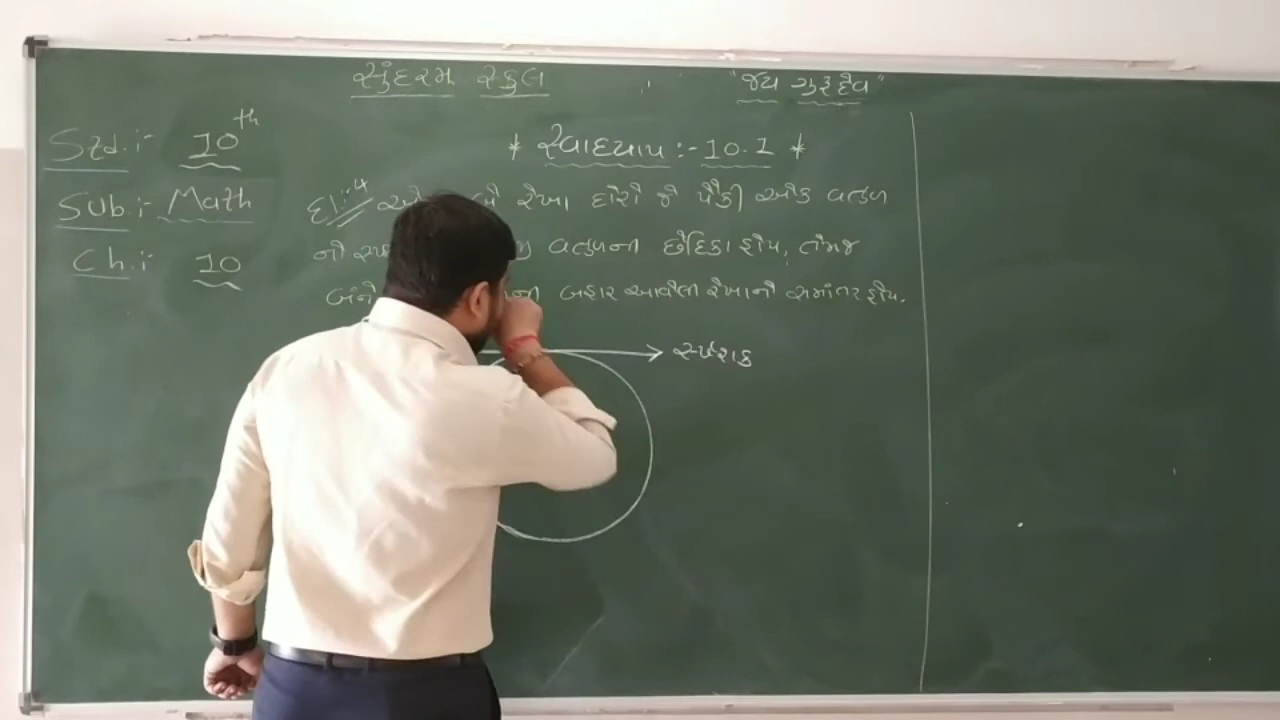 સુંદરમ સ્કુલ
"જય ગુરૂદેવ"
Std. :- 10th
Sub. :- Math
Ch. :- 10
* સ્વાધ્યાય :- 10.1 *
દા.:-4 રેખા દોરો જે પૈકી એક વર્તુળ
નો વર્તુળની છેદિકા હોય, તેમજ
બંને બહાર આવેલી રેખાને સમાંતર હોય.
સ્પર્શક